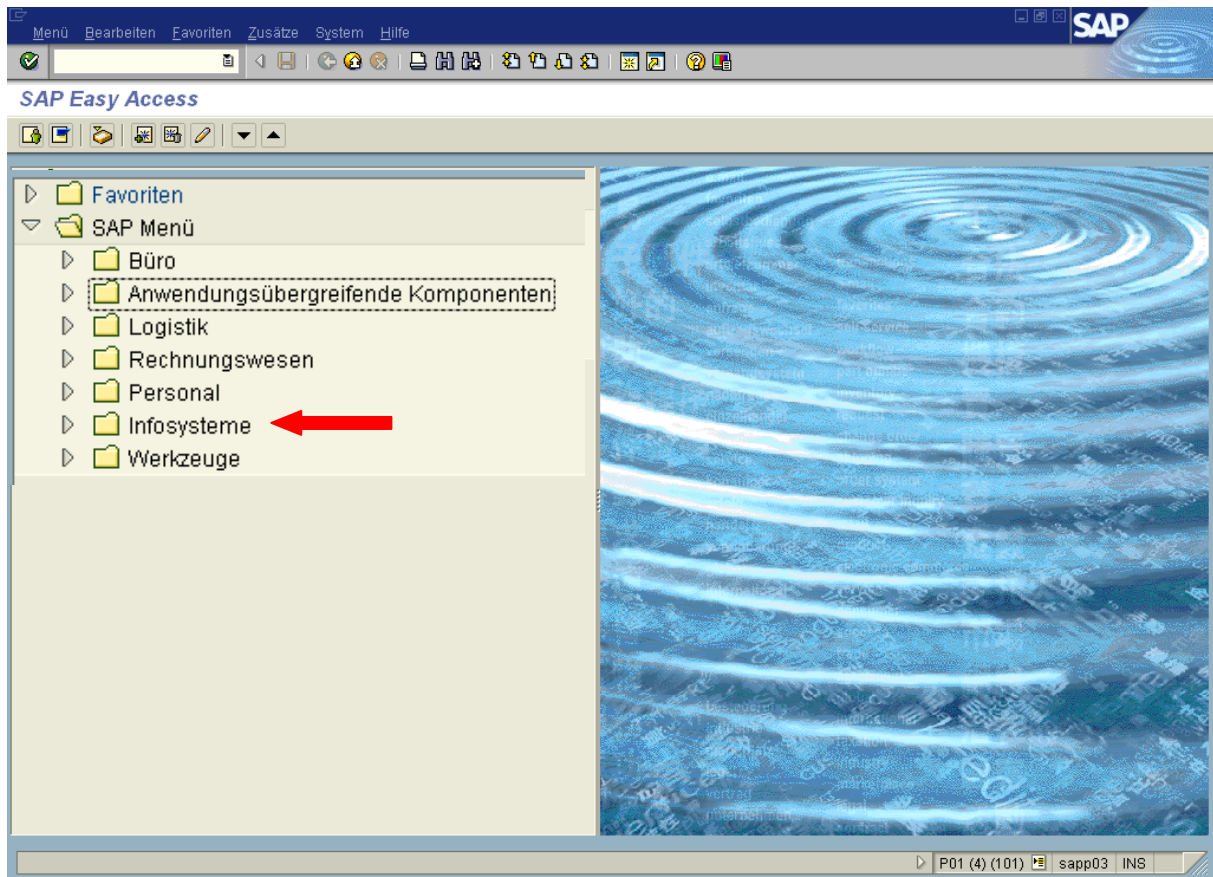 Menü Bearbeiten Favoriten Zusätze System Hilfe
SAP
SAP Easy Access
Favoriten
SAP Menü
Büro
Anwendungsübergreifende Komponenten
Logistik
Rechnungswesen
Personal
Infosysteme
Werkzeuge
P01 (4) (101) sapp03 INS